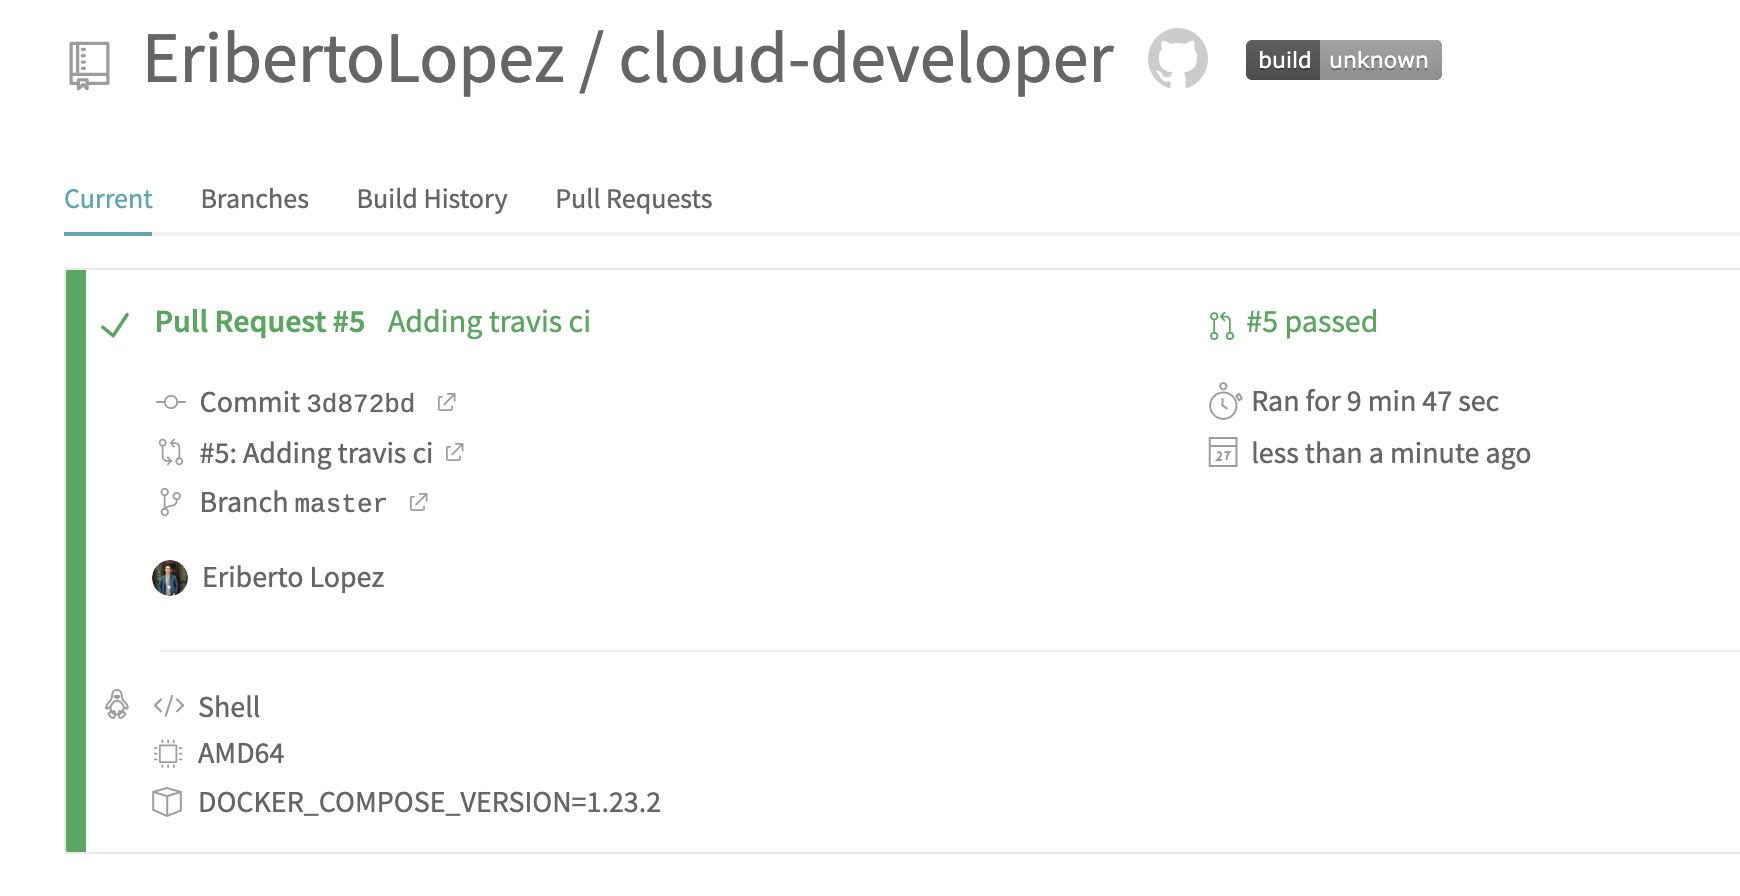 EribertoLopez / cloud-developer build unknown
Current Branches Build History Pull Requests
Pull Request #5 Adding travis ci
#5 passed
Commit 3d872bd
Ran for 9 min 47 sec
#5: Adding travis ci
27 less than a minute ago
Branch master
Eriberto Lopez
</> Shell
AMD64
DOCKER_COMPOSE_VERSION=1.23.2